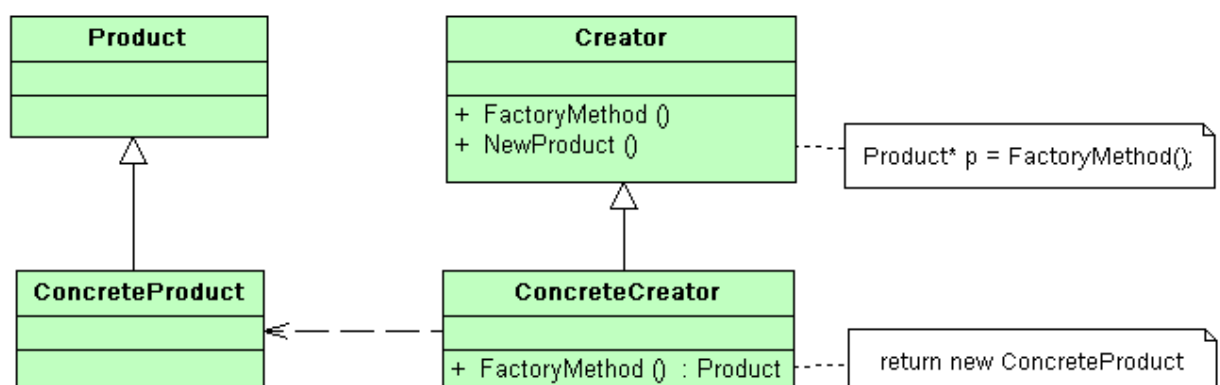 Product
Creator
+ FactoryMethod ()
+ NewProduct ()
Product* p = FactoryMethod();
ConcreteProduct
ConcreteCreator
+ FactoryMethod () : Product
return new ConcreteProduct